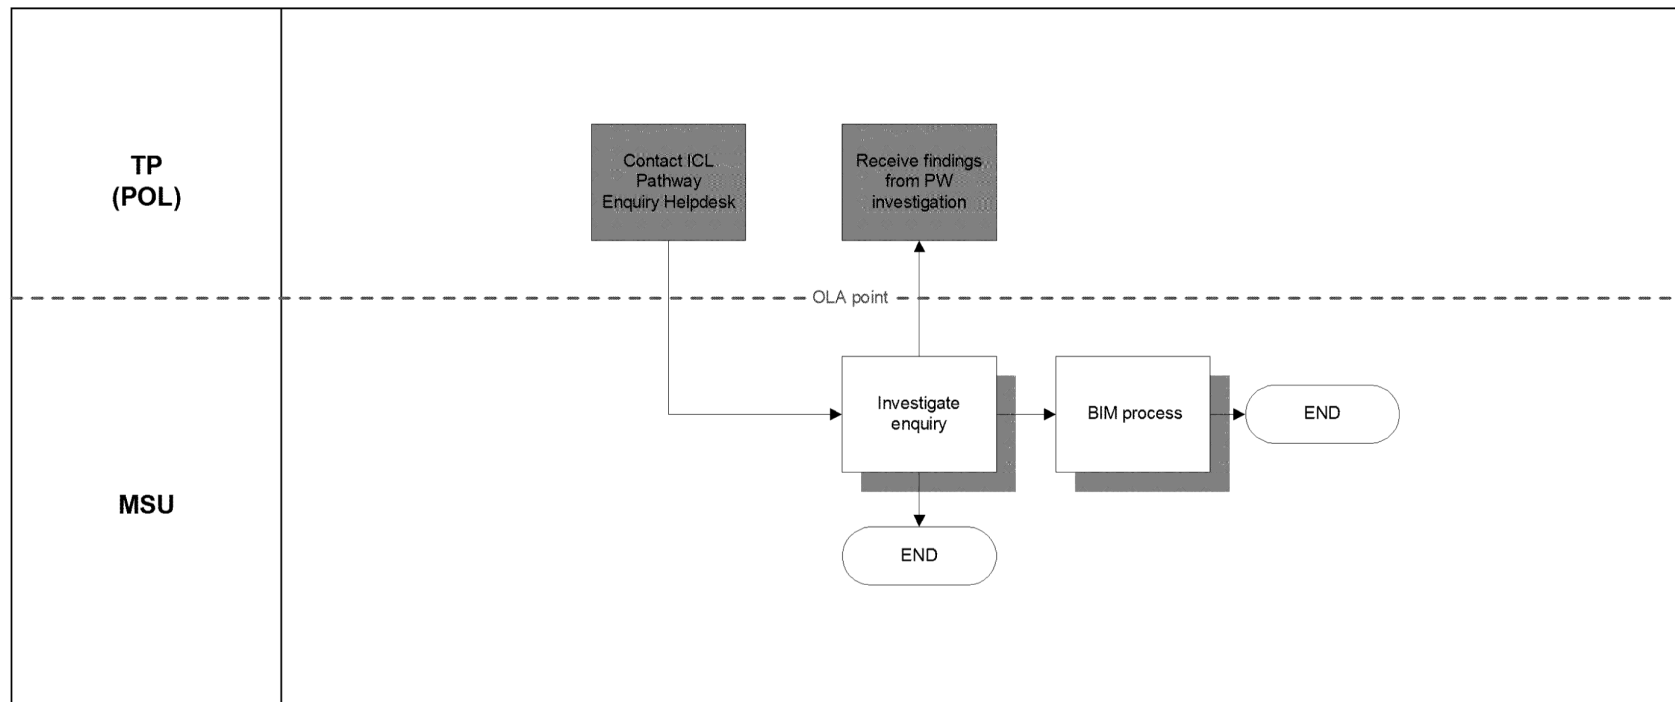 TP
(POL)
Contact ICL
Pathway
Enquiry Helpdesk
Receive findings
from PW
investigation
OLA point
MSU
Investigate
enquiry
BIM process
END
END